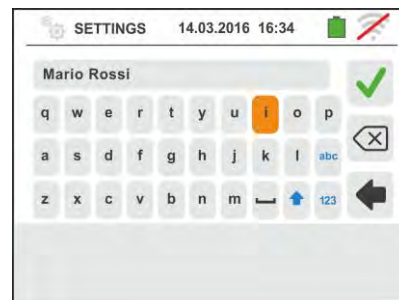 SETTINGS 14.03.2016 16:34
Mario Rossi
q w e r t y u i o p
a s d f g h j k l abc
z x c v b n m 123